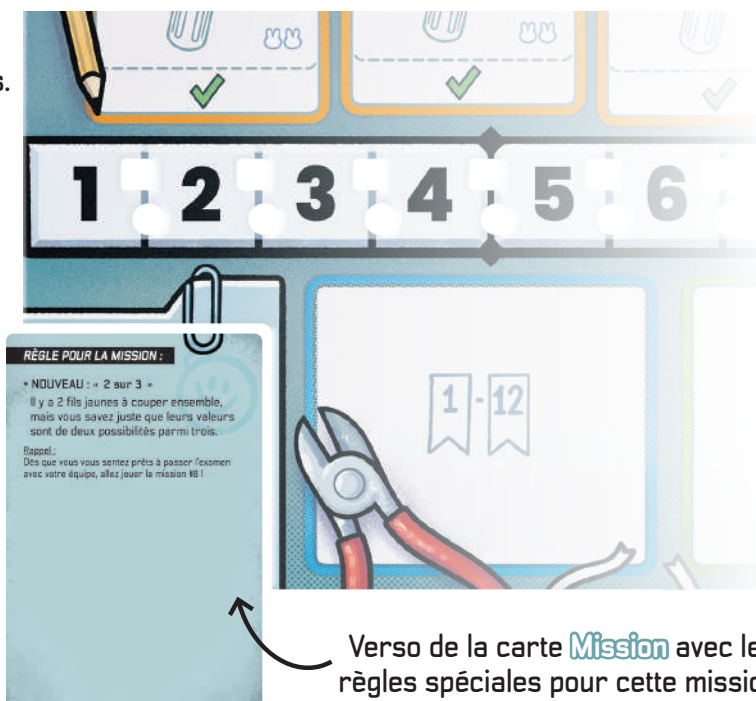 s.
1 2 3 4 5 6
1 - 12
RÈGLE POUR LA MISSION :
• NOUVEAU : « 2 sur 3 »
Il y a 2 fils jaunes à couper ensemble,
mais vous savez juste que leurs valeurs
sont de deux possibilités parmi trois.
Rappel :
Dès que vous vous sentez prêts à passer l'examen
avec votre équipe, allez jouer la mission #8 !
Verso de la carte Mission avec le
règles spéciales pour cette missio